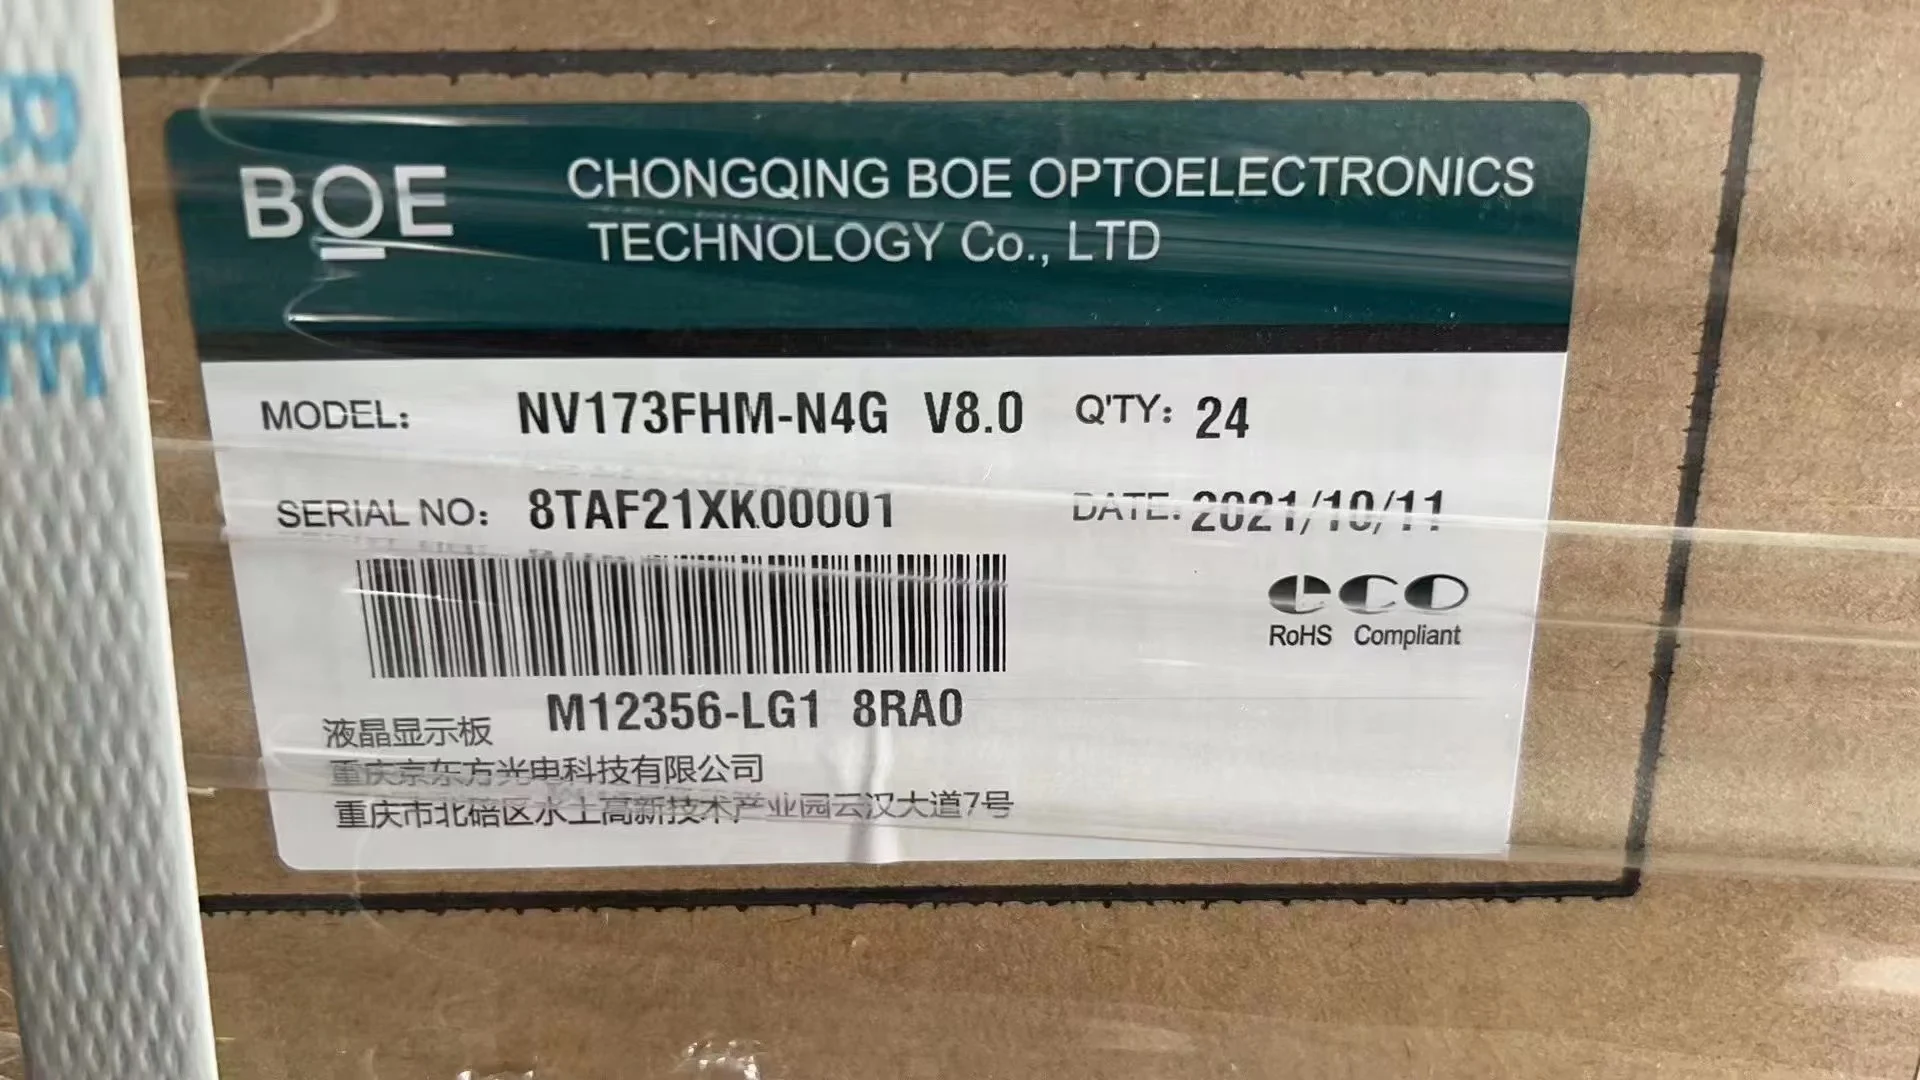 BOE
BOE
CHONGQING BOE OPTOELECTRONICS
TECHNOLOGY Co., LTD
MODEL: NV173FHM-N4G V8.0 Q'TY: 24
SERIAL NO: 8TAF21XK00001 DATE: 2021/10/11
eco
RoHS Compliant
M12356-LG1 8RA0
液晶显示板
重庆京东方光电科技有限公司
重庆市北碚区水土高新技术产业园云汉大道7号